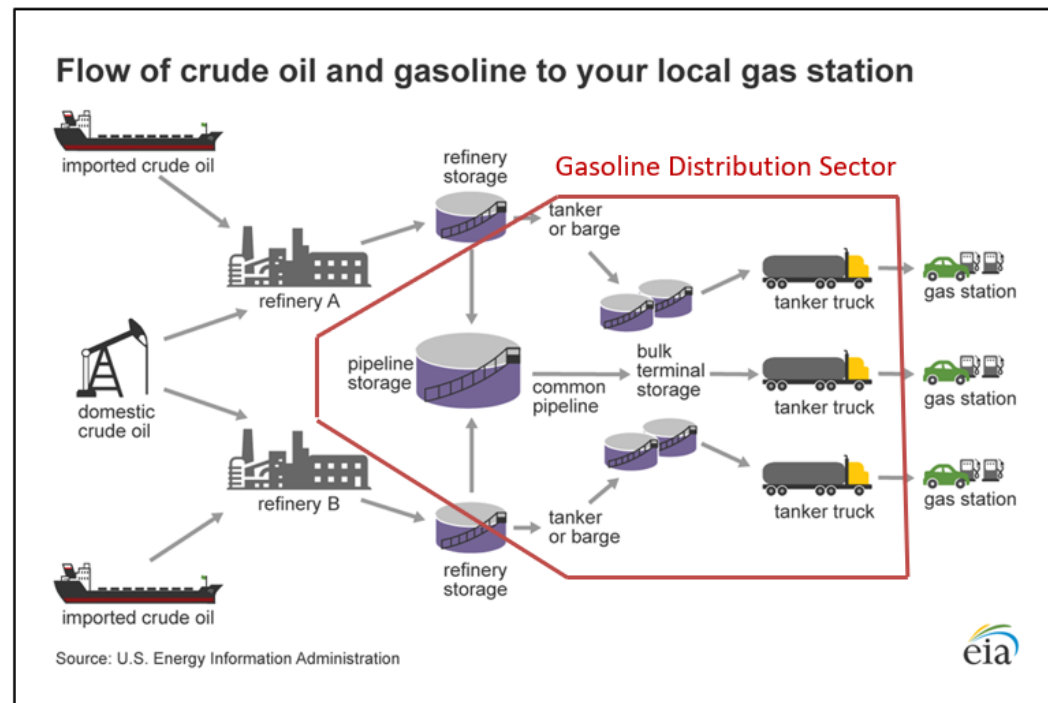 Flow of crude oil and gasoline to your local gas station
imported crude oil
refinery
storage
Gasoline Distribution Sector
tanker
or barge
refinery A
tanker truck
gas station
domestic
crude oil
pipeline
storage
common
pipeline
bulk
terminal
storage
tanker truck
gas station
refinery B
tanker
or barge
tanker truck
gas station
refinery
storage
imported crude oil
Source: U.S. Energy Information Administration
eia